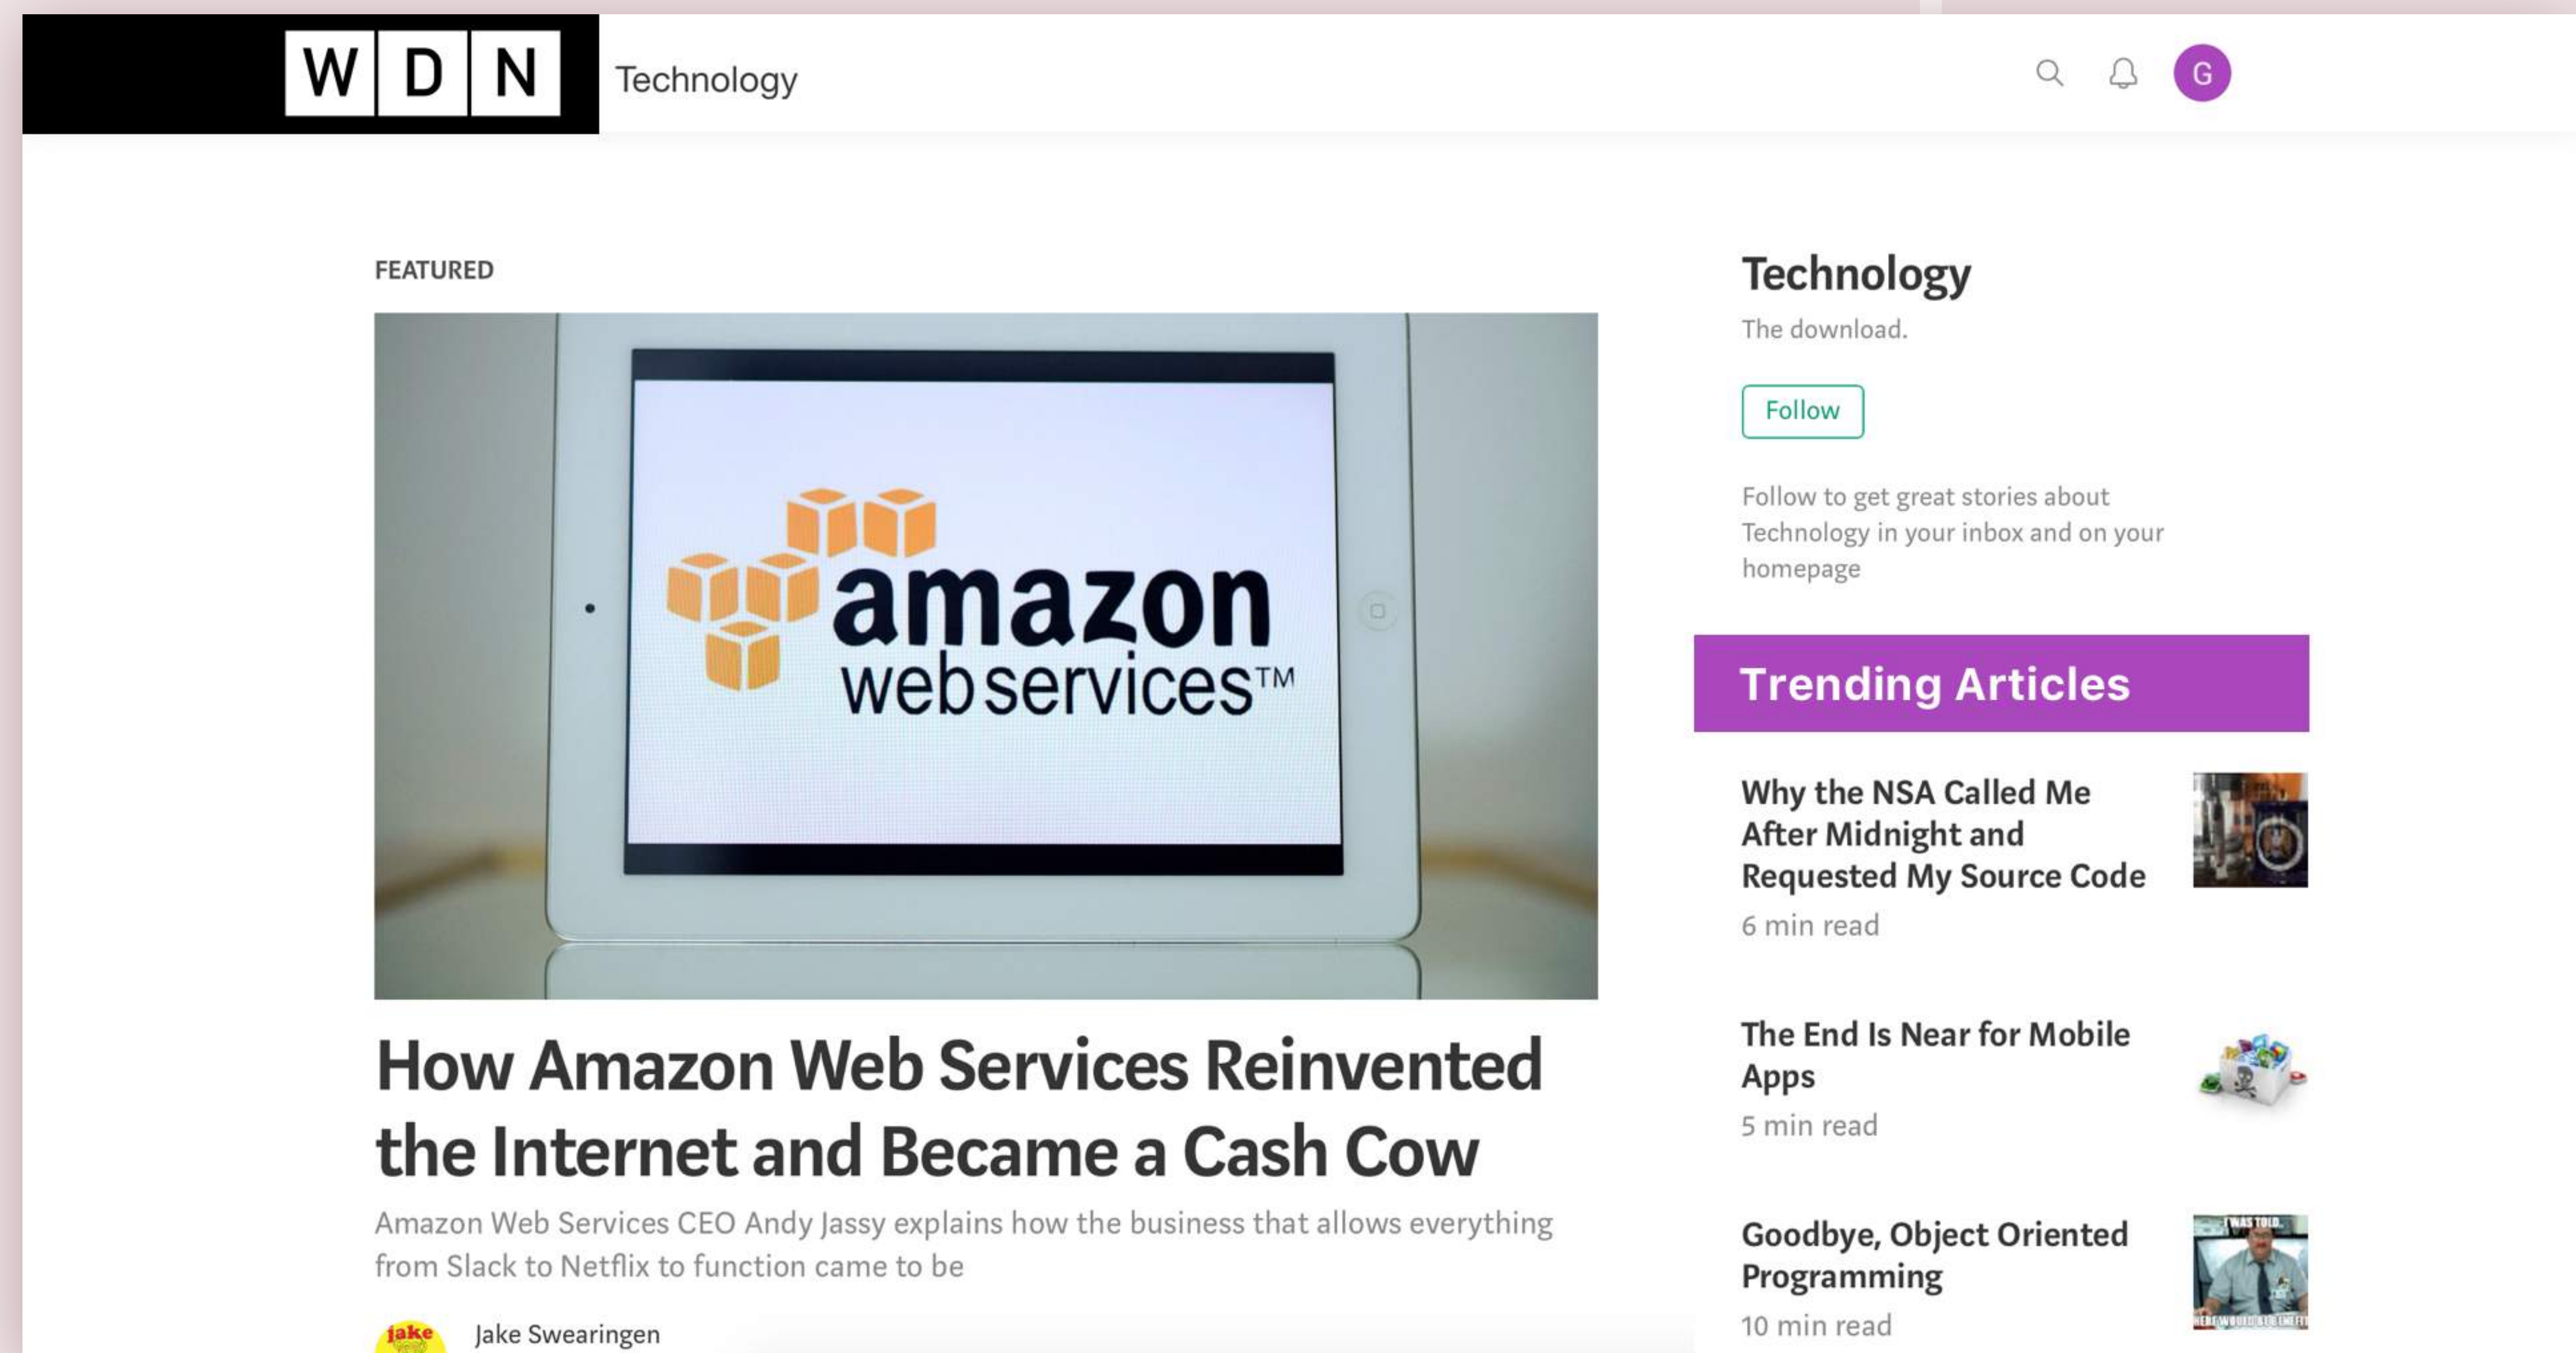 W D N
Technology
G
FEATURED
amazon
webservices™
How Amazon Web Services Reinvented
the Internet and Became a Cash Cow
Amazon Web Services CEO Andy Jassy explains how the business that allows everything
from Slack to Netflix to function came to be
jake
Jake Swearingen
Technology
The download.
Follow
Follow to get great stories about
Technology in your inbox and on your
homepage
Trending Articles
Why the NSA Called Me
After Midnight and
Requested My Source Code
6 min read
The End Is Near for Mobile
Apps
5 min read
Goodbye, Object Oriented
Programming
10 min read
I WAS TOLD